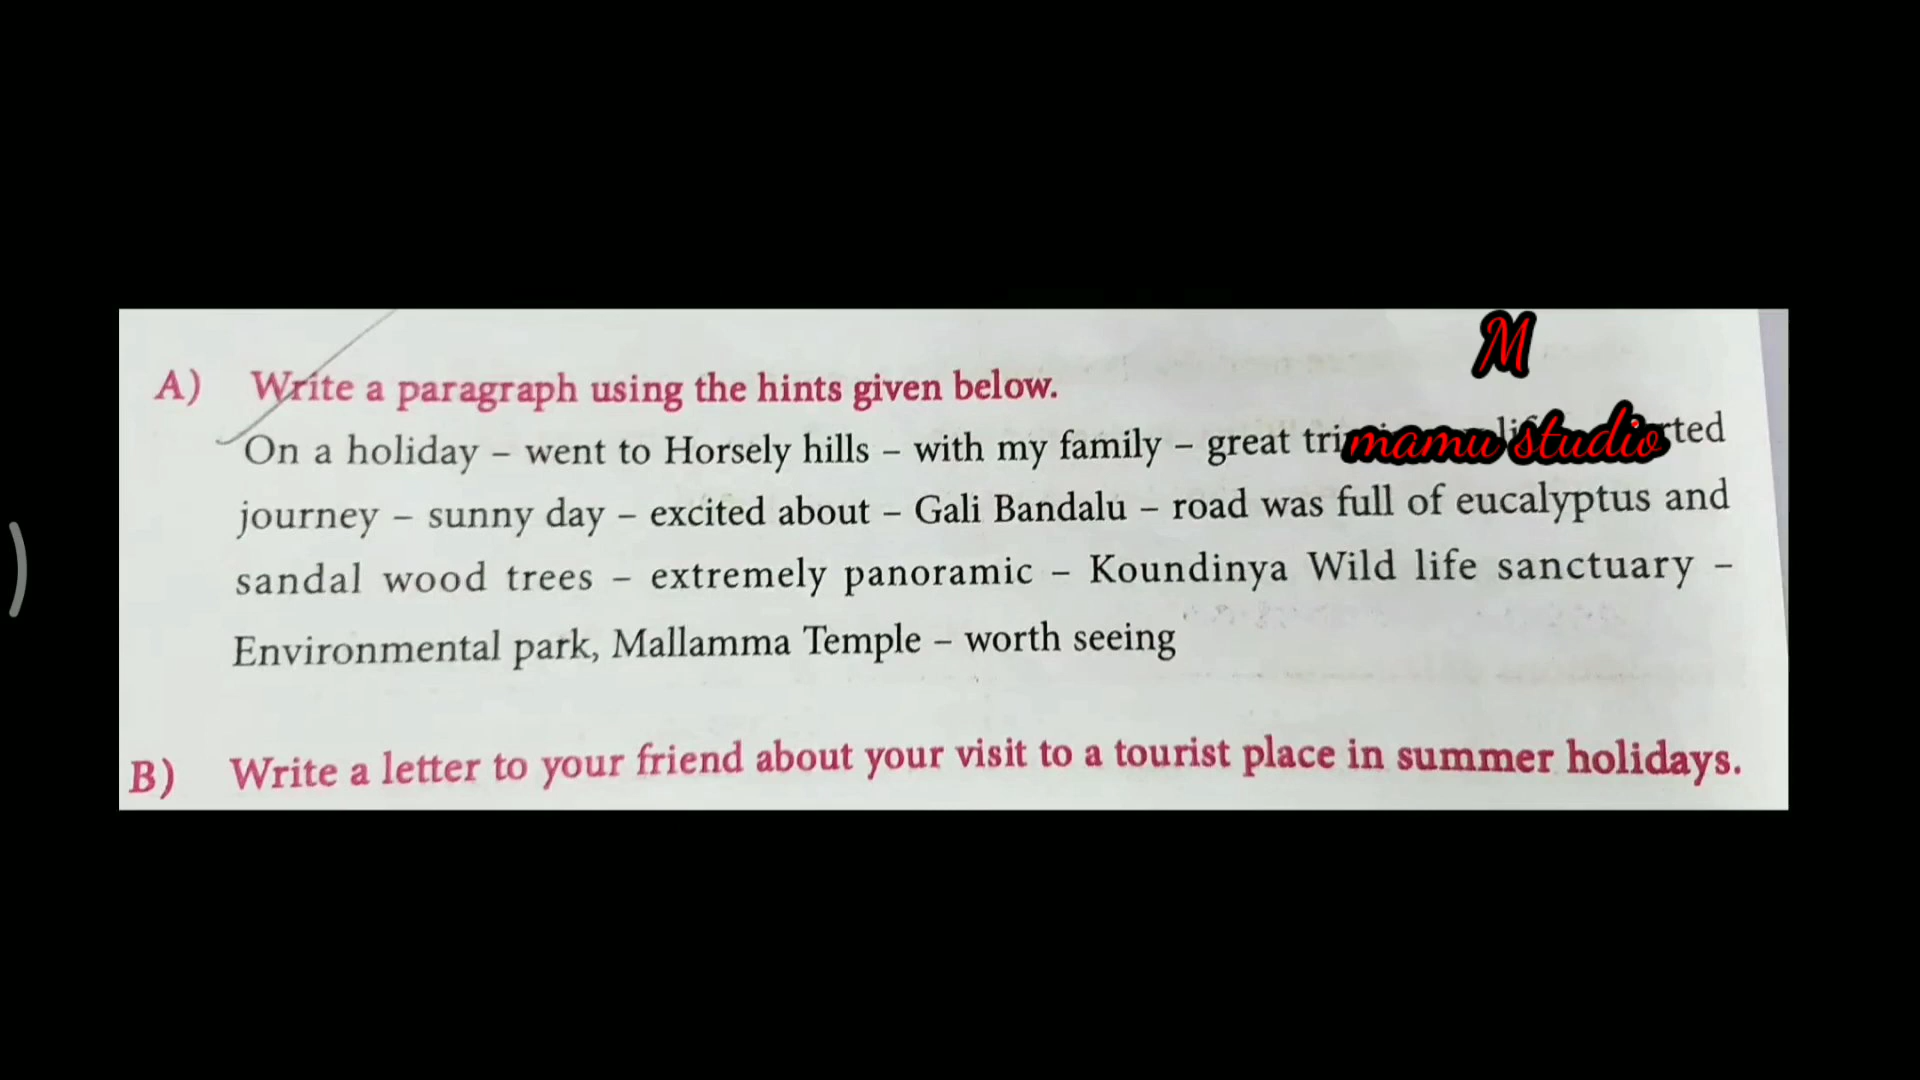 M
A) Write a paragraph using the hints given below.
On a holiday – went to Horsely hills – with my family – great mamu studio
journey – sunny day – excited about – Gali Bandalu – road was full of eucalyptus and
sandal wood trees – extremely panoramic – Koundinya Wild life sanctuary –
Environmental park, Mallamma Temple – worth seeing
B) Write a letter to your friend about your visit to a tourist place in summer holidays.